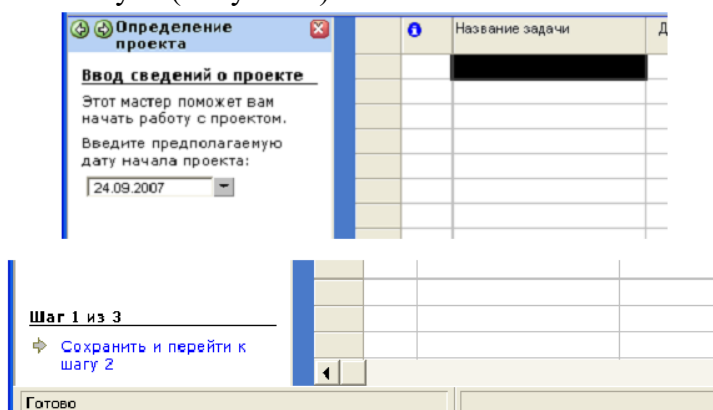 Определение
проекта
Название задачи
Д
Ввод сведений о проекте
Этот мастер поможет вам
начать работу с проектом.
Введите предполагаемую
дату начала проекта:
24.09.2007
Шаг 1 из 3
Сохранить и перейти к
шагу 2
Готово